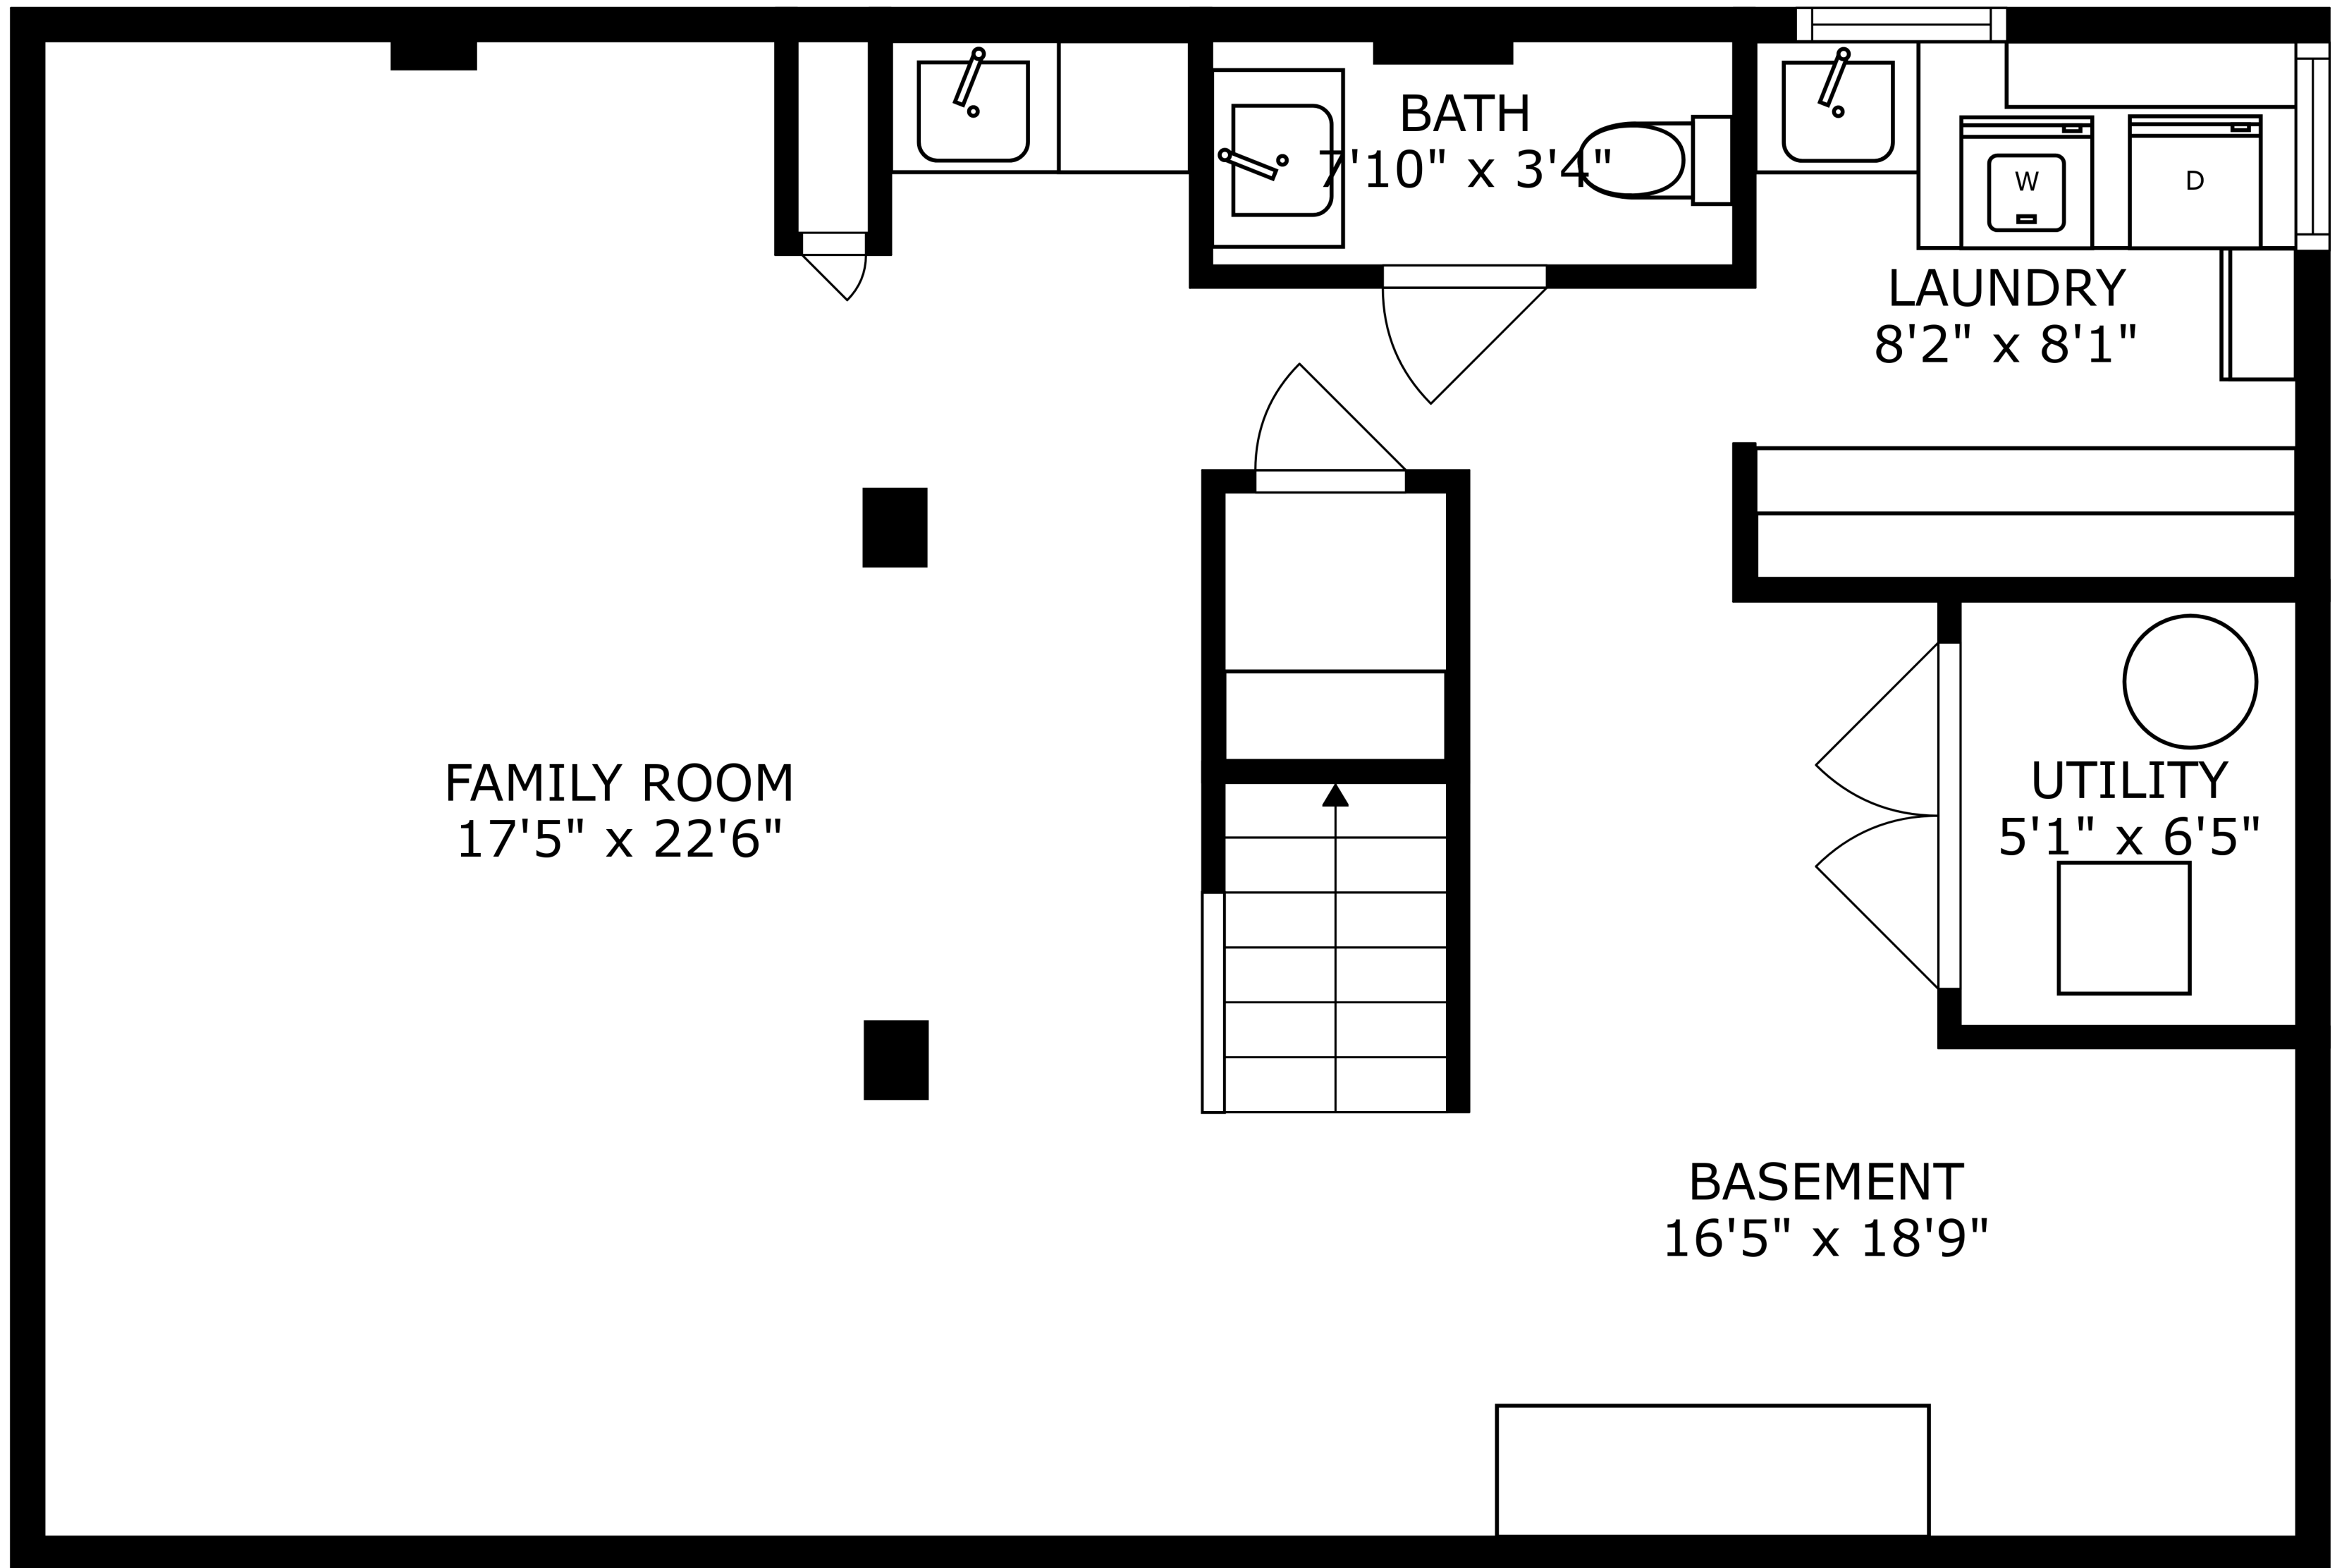 BATH
7'10" x 3'4"
W
D
LAUNDRY
8'2" x 8'1"
FAMILY ROOM
17'5" x 22'6"
UTILITY
5'1" x 6'5"
BASEMENT
16'5" x 18'9"